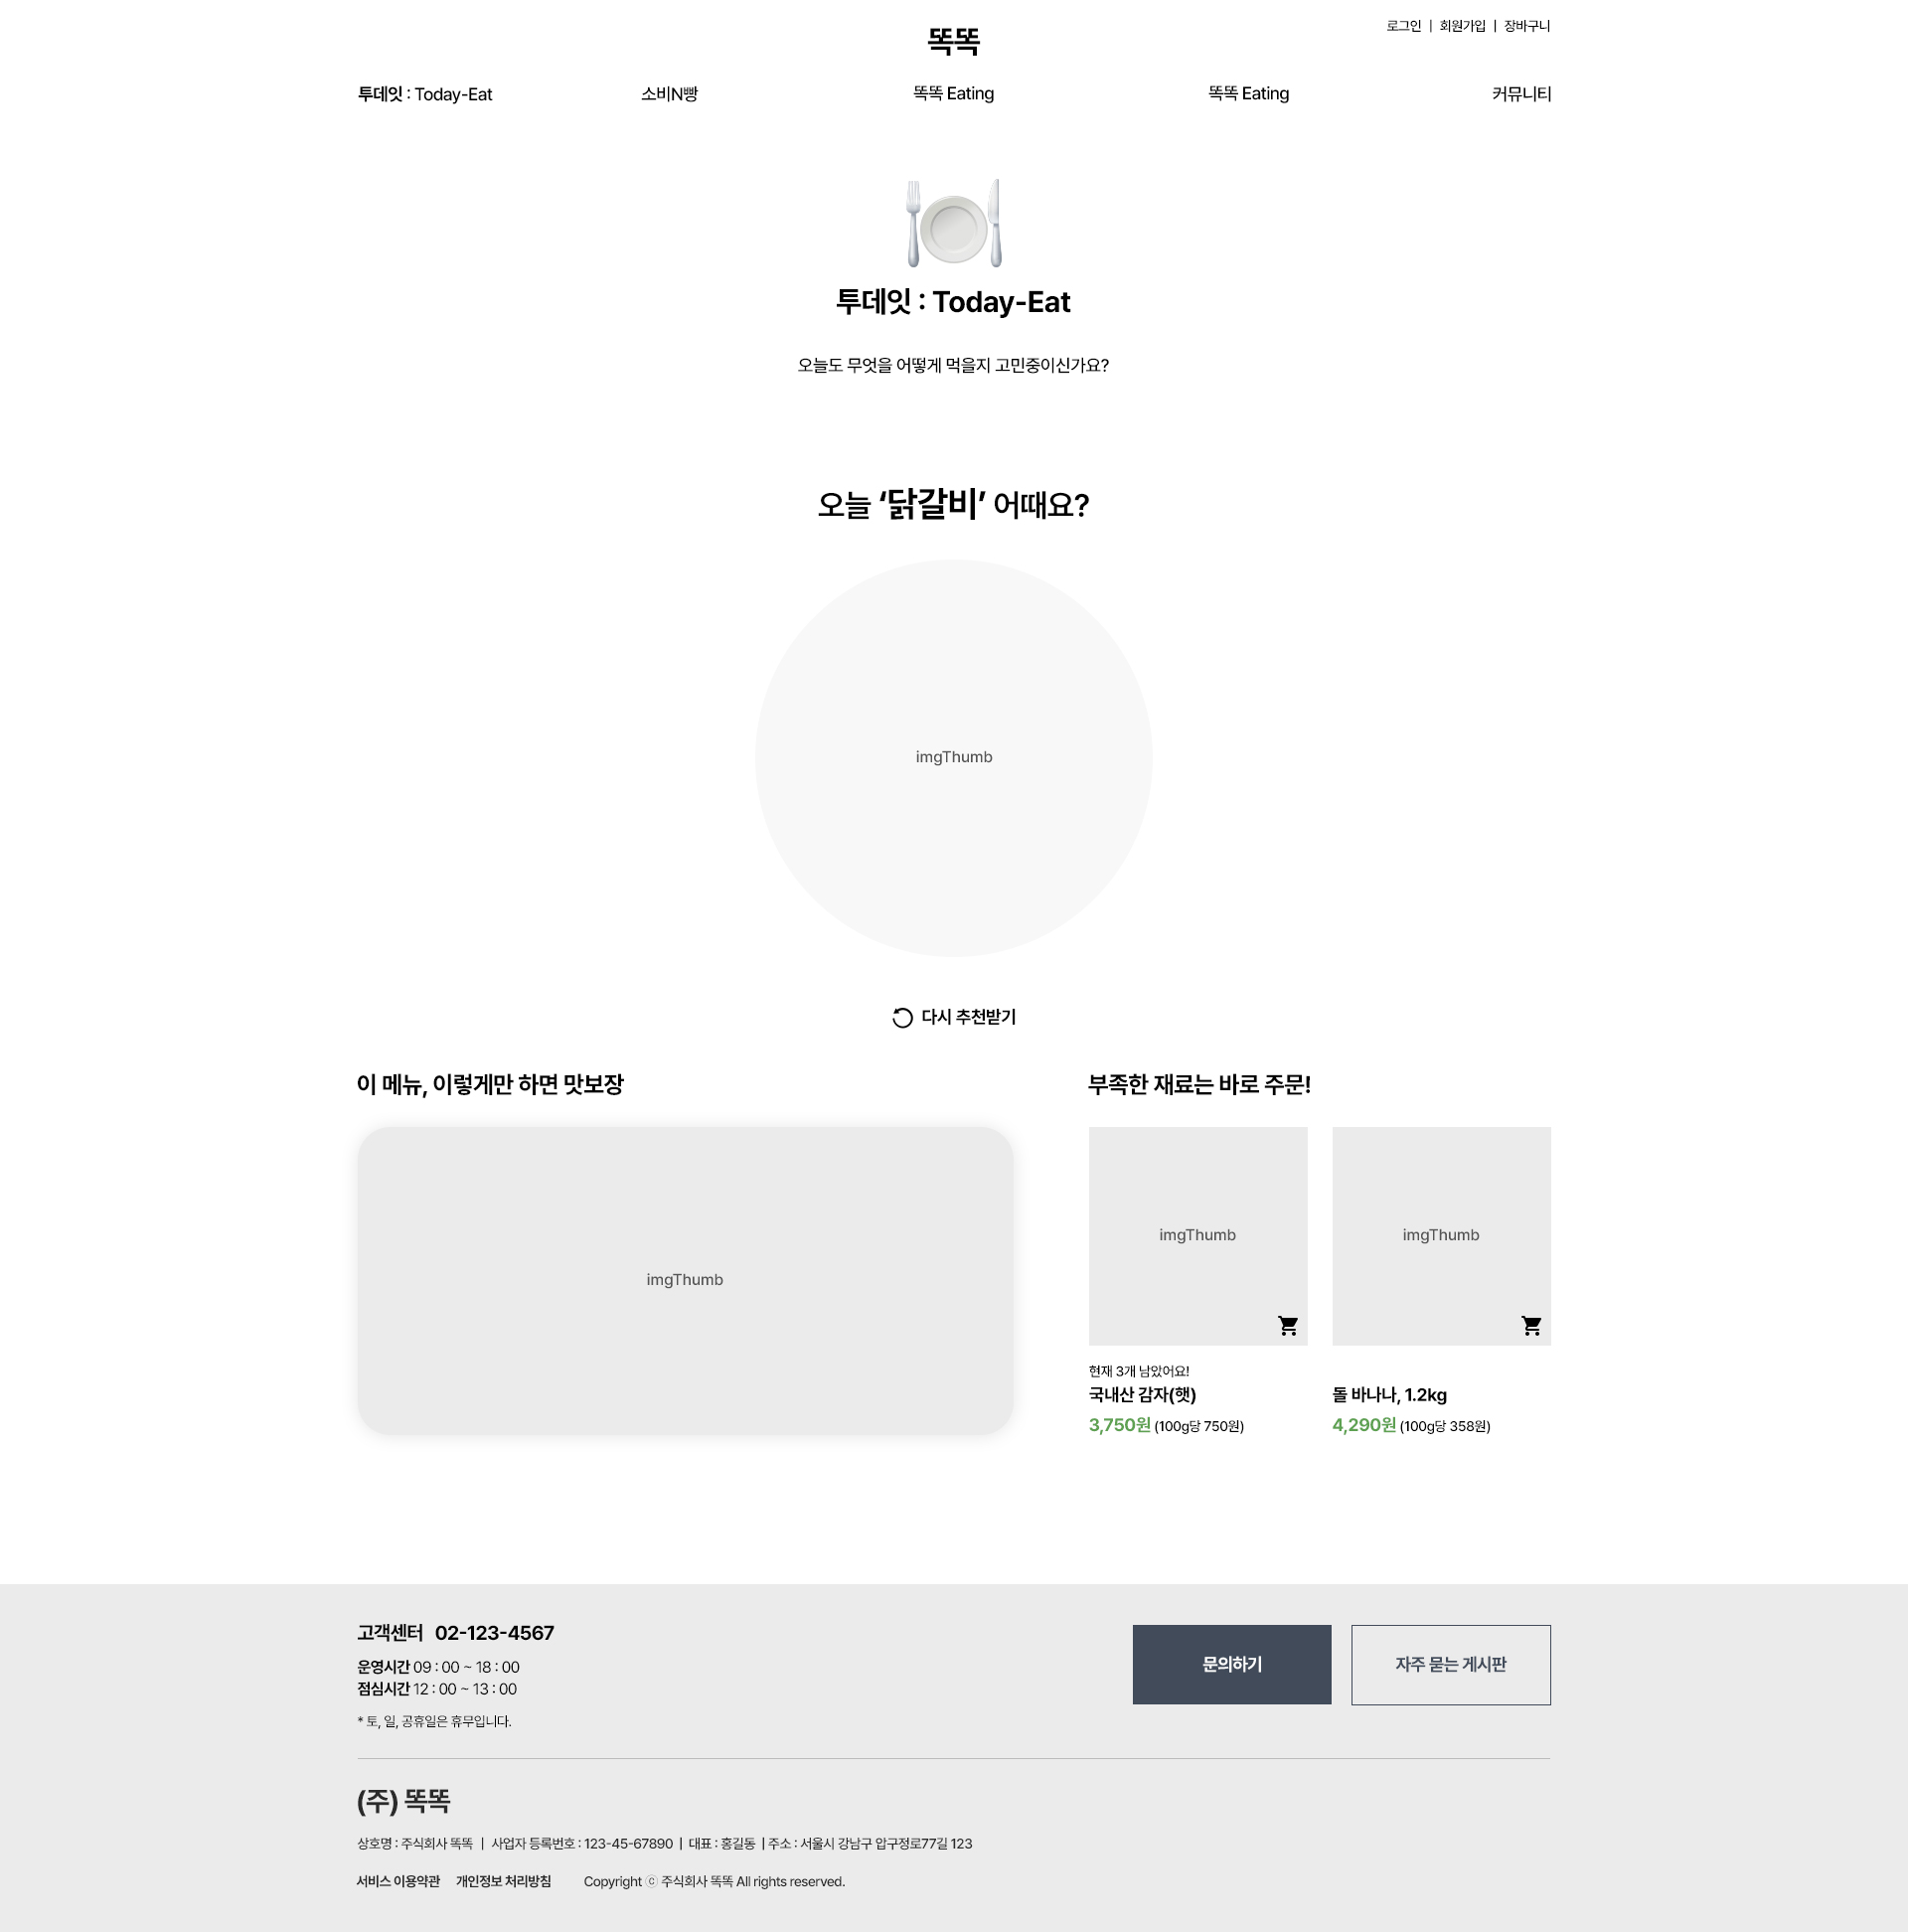 로그인 | 회원가입 | 장바구니
똑똑
투데잇 : Today-Eat
소비N빵
똑똑 Eating
똑똑 Eating
커뮤니티
투데잇 : Today-Eat
오늘도 무엇을 어떻게 먹을지 고민중이신가요?
오늘 ‘닭갈비’ 어때요?
imgThumb
다시 추천받기
이 메뉴, 이렇게만 하면 맛보장
imgThumb
부족한 재료는 바로 주문!
imgThumb
현재 3개 남았어요!
국내산 감자(햇)
3,750원 (100g당 750원)
imgThumb
돌 바나나, 1.2kg
4,290원 (100g당 358원)
고객센터 02-123-4567
운영시간 09 : 00 ~ 18 : 00
점심시간 12 : 00 ~ 13 : 00
* 토, 일, 공휴일은 휴무입니다.
문의하기
자주 묻는 게시판
(주) 똑똑
상호명 : 주식회사 똑똑 | 사업자 등록번호 : 123-45-67890 | 대표 : 홍길동 | 주소 : 서울시 강남구 압구정로77길 123
서비스 이용약관 개인정보 처리방침 Copyright ⓒ 주식회사 똑똑 All rights reserved.